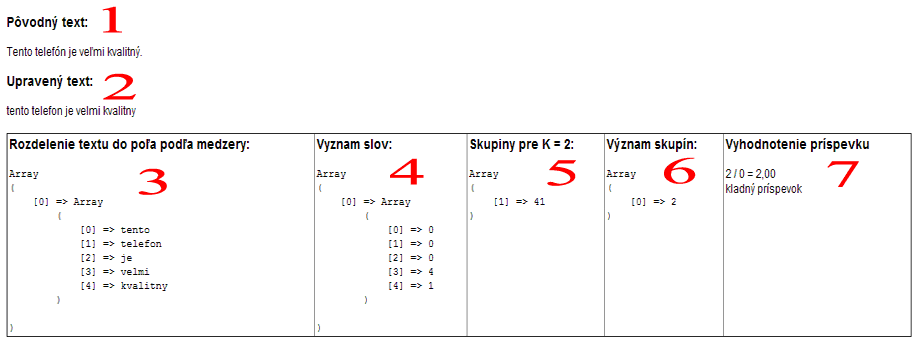 Pôvodný text: 1
Tento telefón je veľmi kvalitný.
Upravený text: 2
tento telefon je velmi kvalitny
Rozdelenie textu do poľa podľa medzery:
3
Array
(
[0] => Array
(
[0] => tento
[1] => telefon
[2] => je
[3] => velmi
[4] => kvalitny
)
)
Vyznam slov:
4
Array
(
[0] => Array
(
[0] => 0
[1] => 0
[2] => 0
[3] => 4
[4] => 1
)
)
Skupiny pre K = 2:
5
Array
(
[1] => 41
)
Význam skupín:
6
Array
(
[0] => 2
)
Vyhodnotenie príspevku
7
2 / 0 = 2,00
kladný príspevok